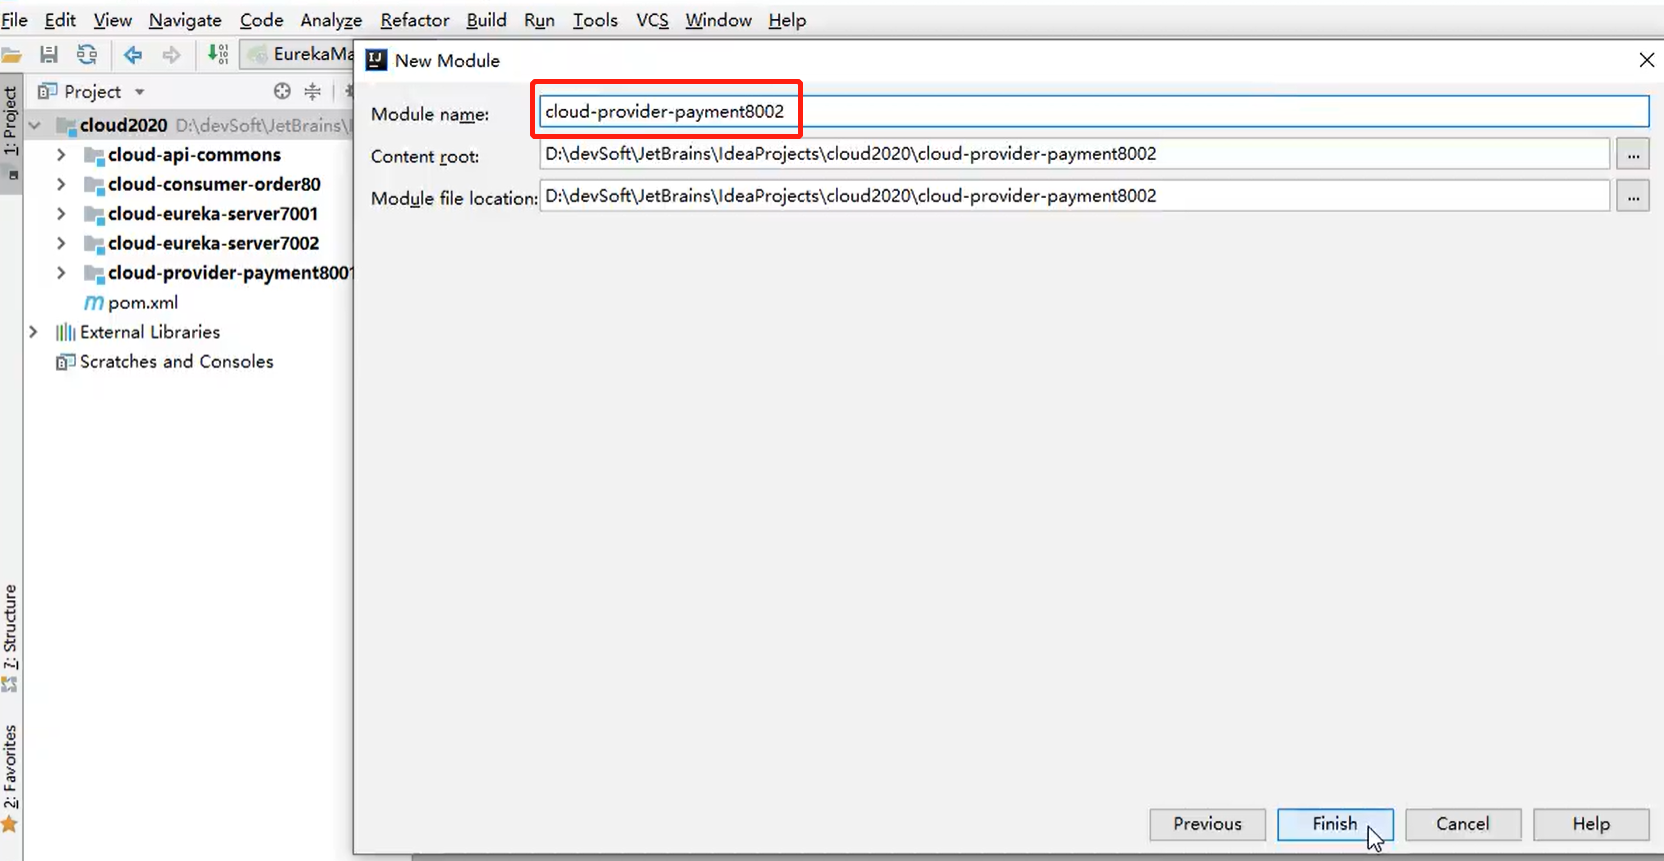 File Edit View Navigate Code Analyze Refactor Build Run Tools VCS Window Help
EurekaMa
New Module
Project
Module name: cloud-provider-payment8002
Content root: D:\devSoft\JetBrains\IdeaProjects\cloud2020\cloud-provider-payment8002 ...
Module file location: D:\devSoft\JetBrains\IdeaProjects\cloud2020\cloud-provider-payment8002 ...
1: Project
cloud2020 D:\devSoft\JetBrains\
cloud-api-commons
cloud-consumer-order80
cloud-eureka-server7001
cloud-eureka-server7002
cloud-provider-payment8001
pom.xml
External Libraries
Scratches and Consoles
7: Structure
2: Favorites
Previous Finish Cancel Help